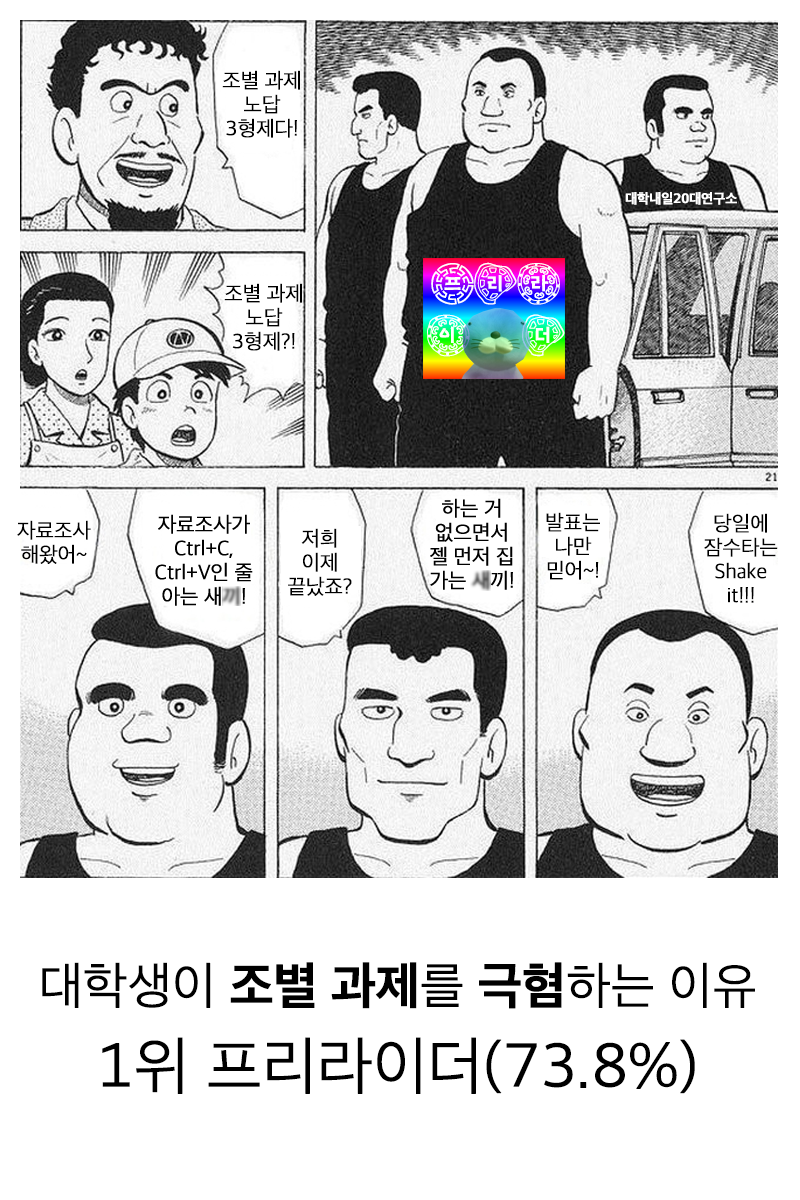 조별 과제
노답
3형제다!
대학내일20대연구소
프리라
이더
조별 과제
노답
3형제?!
21
자료조사
해왔어~
자료조사가
Ctrl+C,
Ctrl+V인 줄
아는 새끼!
저희
이제
끝났죠?
하는 거
없으면서
젤 먼저 집
가는 새끼!
발표는
나만
믿어~!
당일에
잠수타는
Shake
it!!!
대학생이 조별 과제를 극혐하는 이유
1위 프리라이더(73.8%)